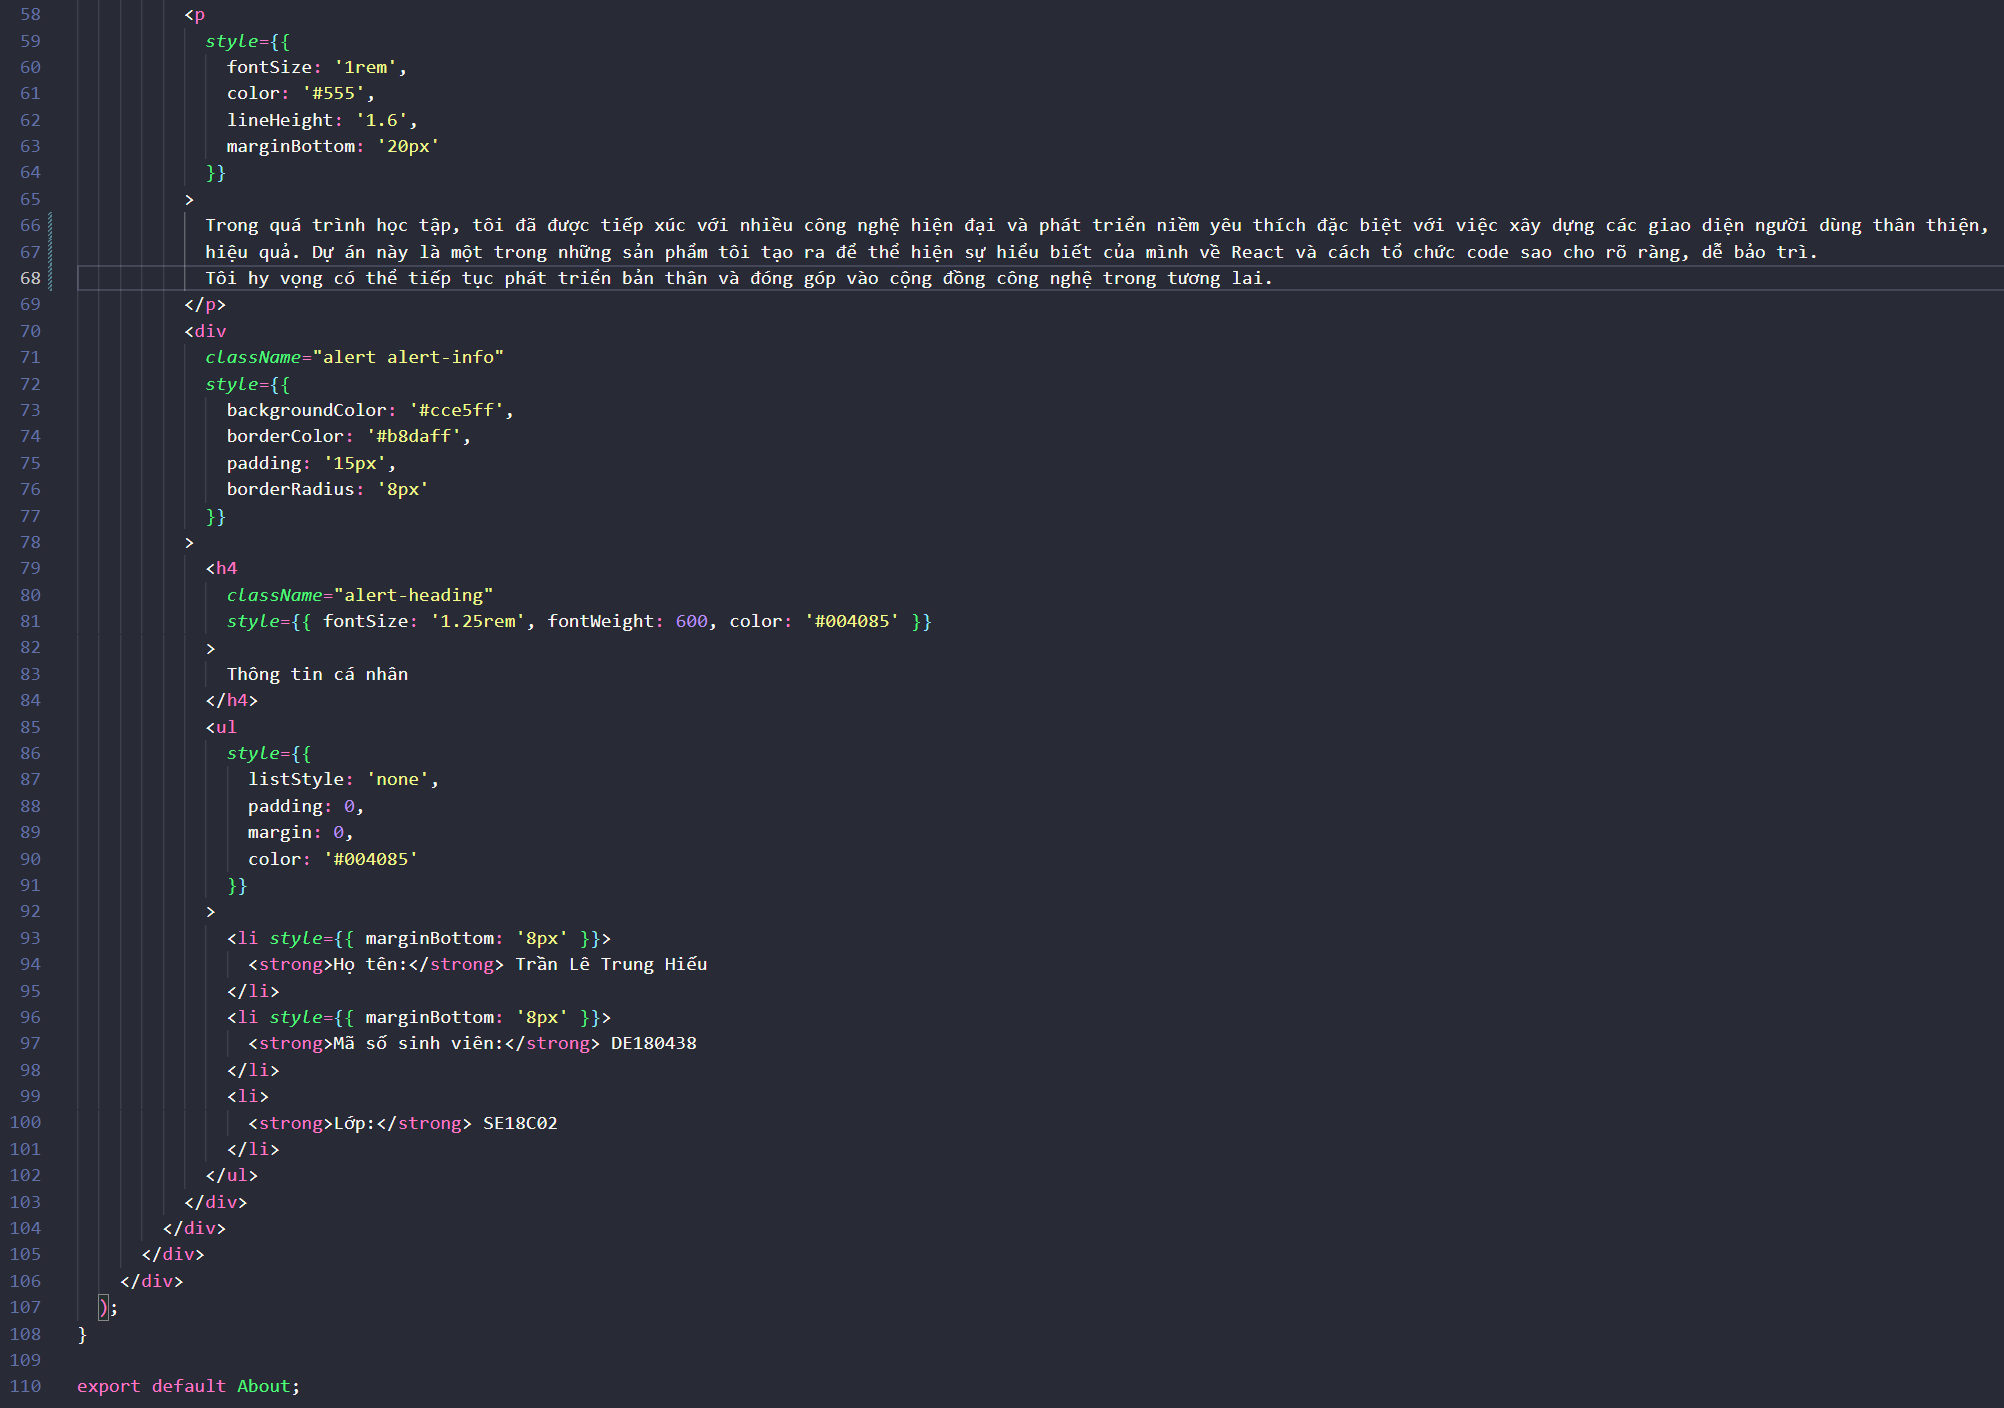 58 <p
59 style={{
60 fontSize: '1rem',
61 color: '#555',
62 lineHeight: '1.6',
63 marginBottom: '20px'
64 }}
65 >
66 Trong quá trình học tập, tôi đã được tiếp xúc với nhiều công nghệ hiện đại và phát triển niềm yêu thích đặc biệt với việc xây dựng các giao diện người dùng thân thiện,
67 hiệu quả. Dự án này là một trong những sản phẩm tôi tạo ra để thể hiện sự hiểu biết của mình về React và cách tổ chức code sao cho rõ ràng, dễ bảo trì.
68 Tôi hy vọng có thể tiếp tục phát triển bản thân và đóng góp vào cộng đồng công nghệ trong tương lai.
69 </p>
70 <div
71 className="alert alert-info"
72 style={{
73 backgroundColor: '#cce5ff',
74 borderColor: '#b8daff',
75 padding: '15px',
76 borderRadius: '8px'
77 }}
78 >
79 <h4
80 className="alert-heading"
81 style={{ fontSize: '1.25rem', fontWeight: 600, color: '#004085' }}
82 >
83 Thông tin cá nhân
84 </h4>
85 <ul
86 style={{
87 listStyle: 'none',
88 padding: 0,
89 margin: 0,
90 color: '#004085'
91 }}
92 >
93 <li style={{ marginBottom: '8px' }}>
94 <strong>Họ tên:</strong> Trần Lê Trung Hiếu
95 </li>
96 <li style={{ marginBottom: '8px' }}>
97 <strong>Mã số sinh viên:</strong> DE180438
98 </li>
99 <li>
100 <strong>Lớp:</strong> SE18C02
101 </li>
102 </ul>
103 </div>
104 </div>
105 </div>
106 </div>
107 );
108 }
109
110 export default About;